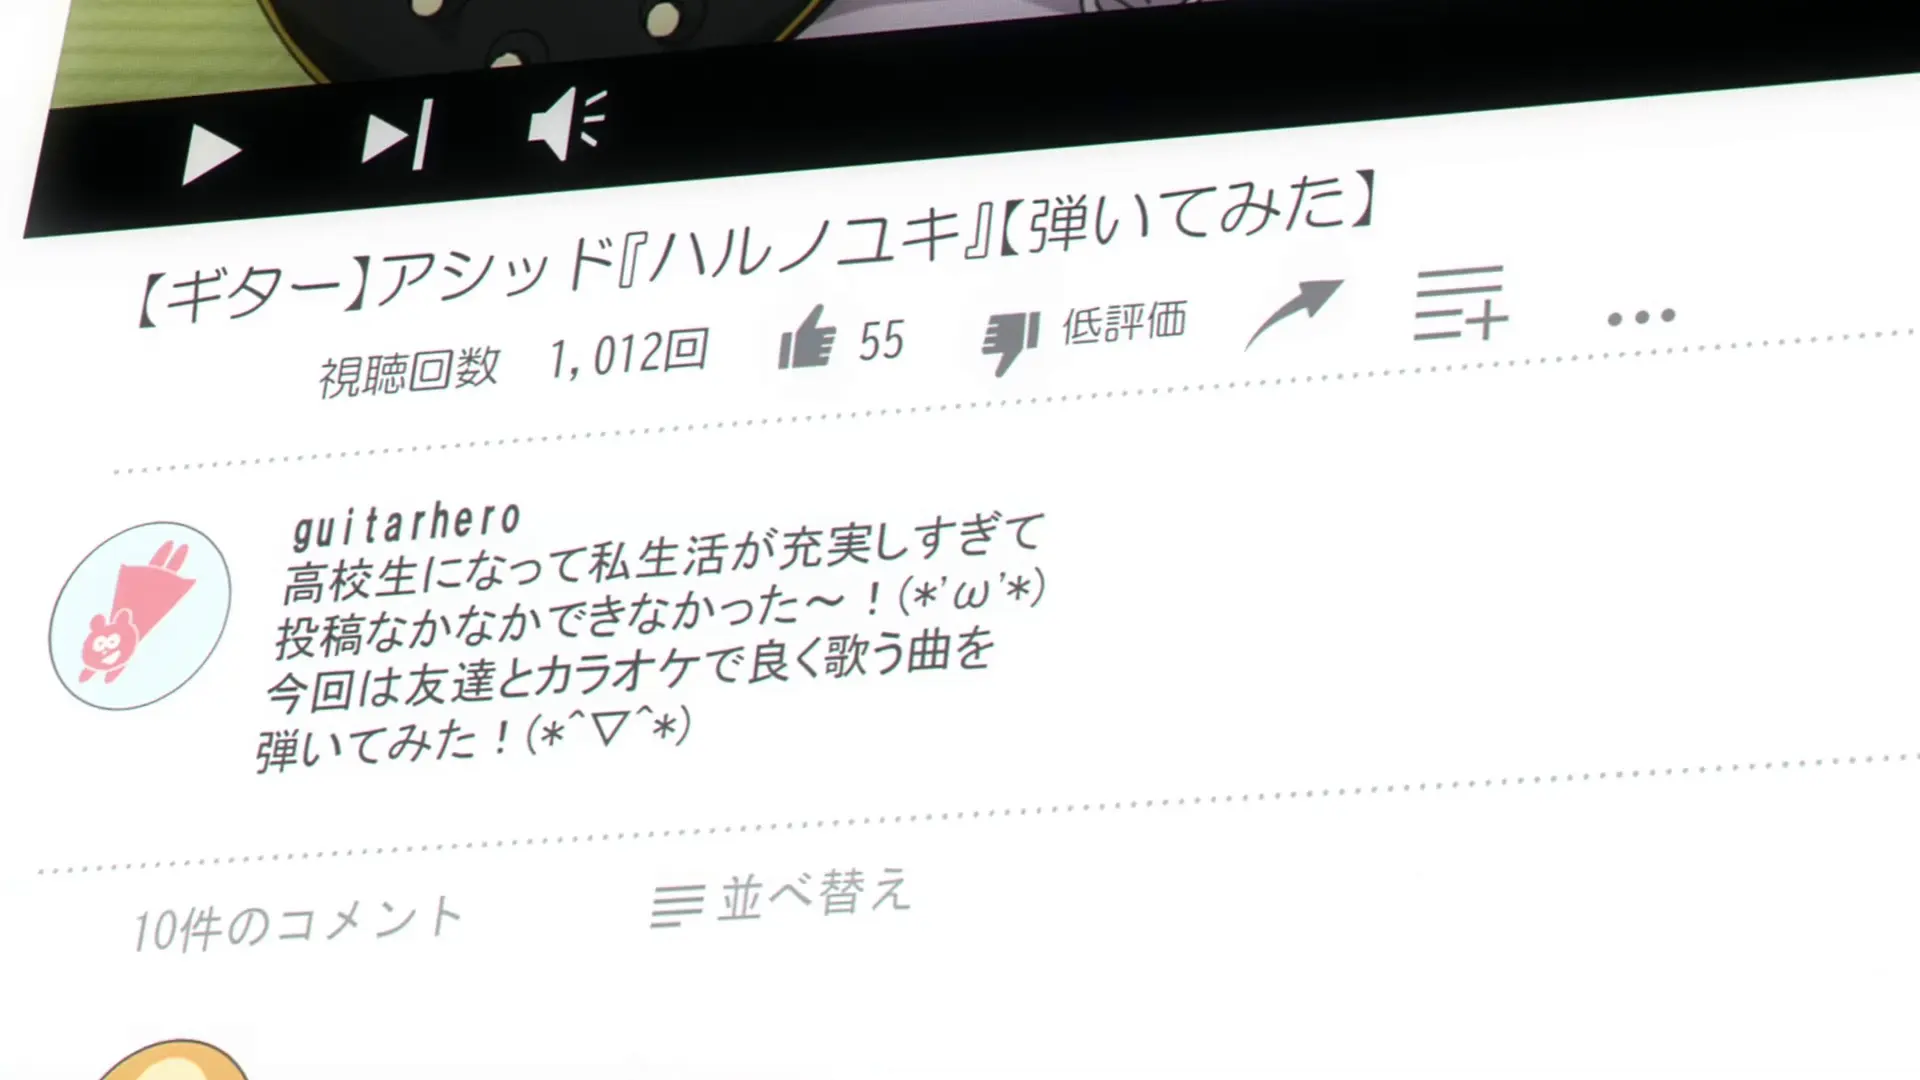 【ギター】アシッド『ハルノユキ』【弾いてみた】
視聴回数 1,012回 55 低評価
guitarhero
高校生になって私生活が充実しすぎて
投稿なかなかできなかった～！(*'ω'*)
今回は友達とカラオケで良く歌う曲を
弾いてみた！(*^▽^*)
10件のコメント 並べ替え